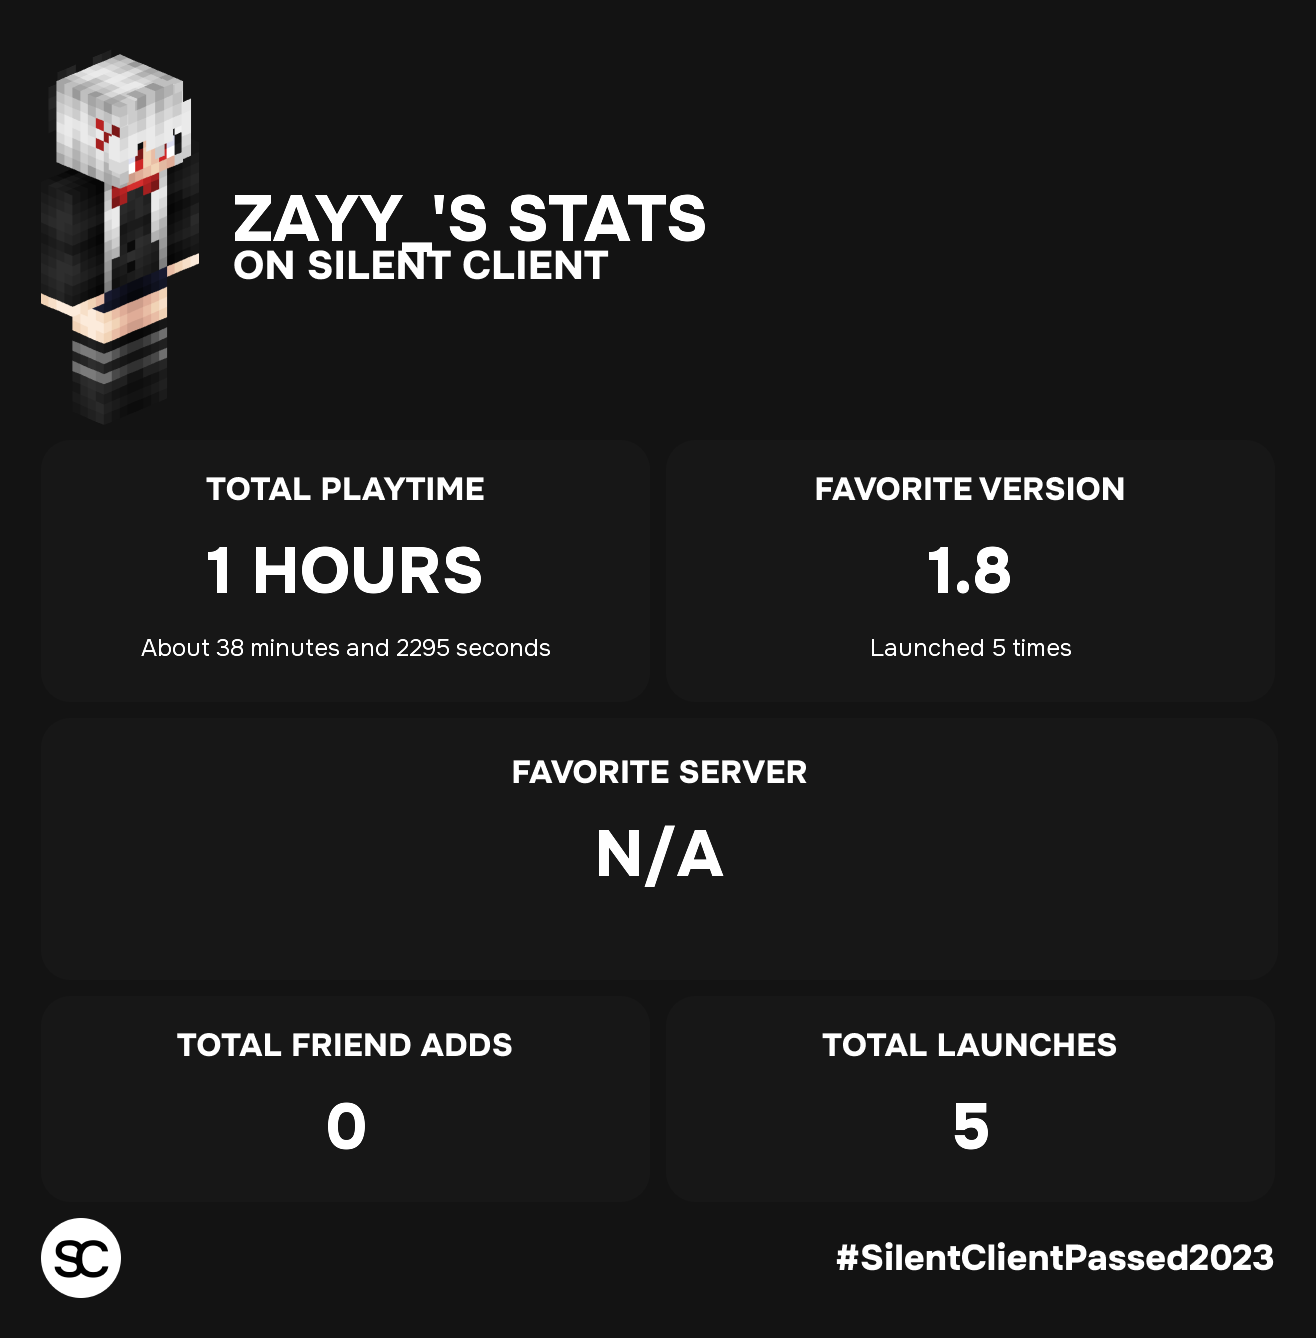 ZAYY_'S STATS
ON SILENT CLIENT
TOTAL PLAYTIME
1 HOURS
About 38 minutes and 2295 seconds
FAVORITE VERSION
1.8
Launched 5 times
FAVORITE SERVER
N/A
TOTAL FRIEND ADDS
0
TOTAL LAUNCHES
5
SC
#SilentClientPassed2023